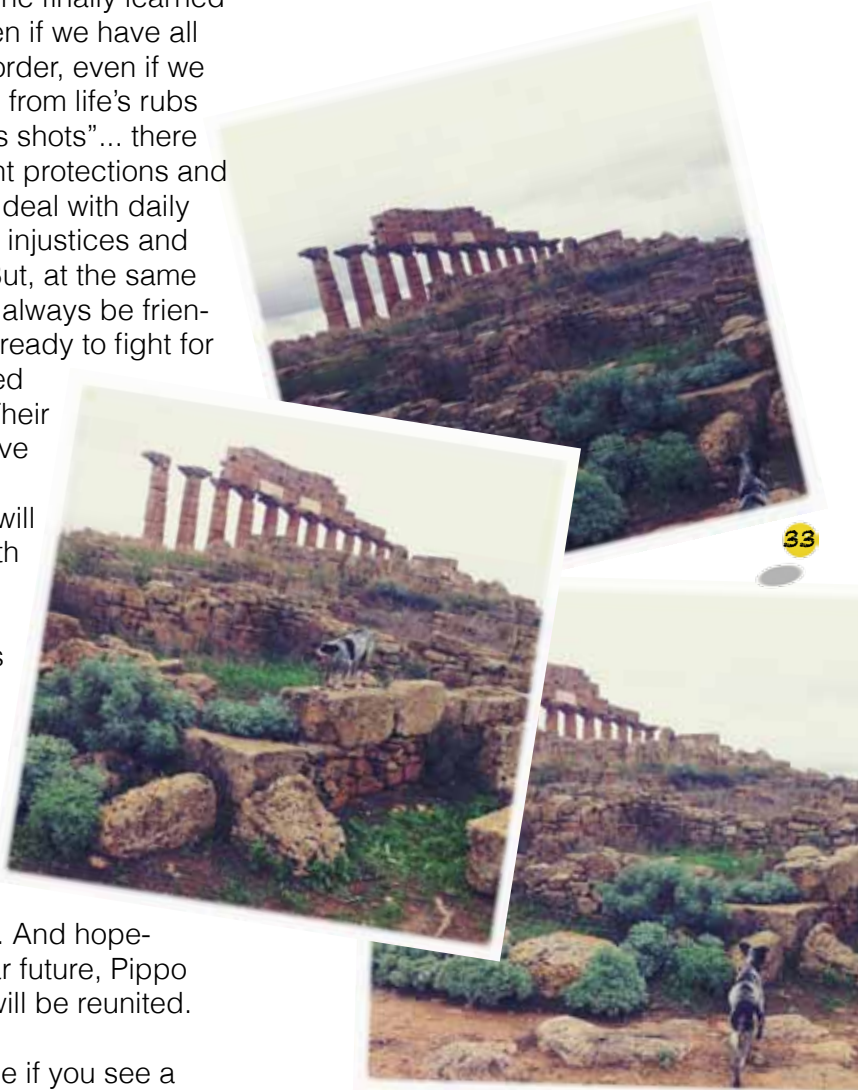 he finally learned
en if we have all
order, even if we
from life's rubs
s shots"... there
nt protections and
deal with daily
injustices and
But, at the same
always be frien-
ready to fight for
ed
Their
ve
will
th
s
. And hope-
ar future, Pippo
will be reunited.
e if you see a
33